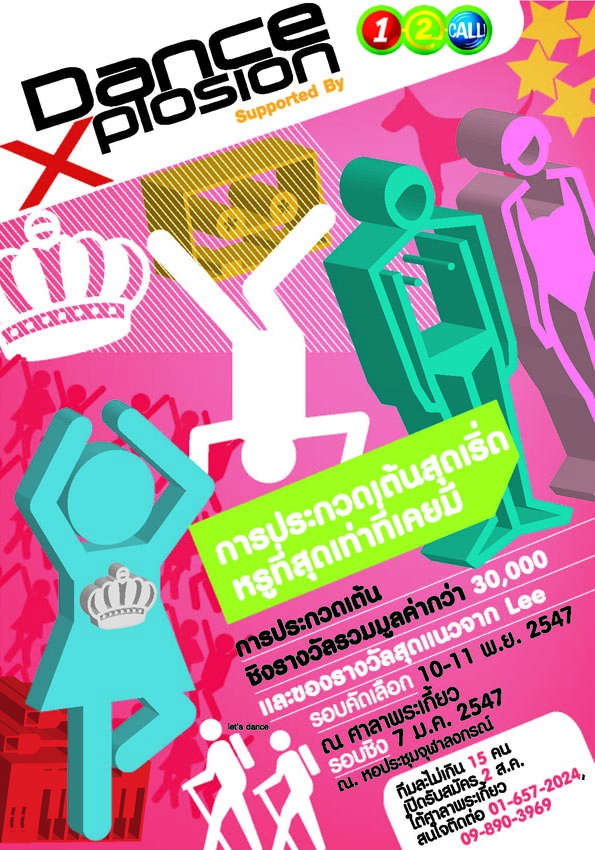 Dance
Xplosion
Supported By
1 2 CALL
การประกวดเต้นสุดเริ่ด
หรูที่สุดเท่าที่เคยมี
การประกวดเต้น
ชิงรางวัลรวมมูลค่ากว่า 30,000
และของรางวัลสุดแนวจาก Lee
รอบคัดเลือก 10-11 พ.ย. 2547
ณ ศาลาพระเกี้ยว
รอบชิง 7 ม.ค. 2547
ณ. หอประชุมจุฬาลงกรณ์
let's dance
ทีมละไม่เกิน 15 คน
เปิดรับสมัคร 2 ส.ค.
ใต้ศาลาพระเกี้ยว
สนใจติดต่อ 01-657-2024,
09-890-3969